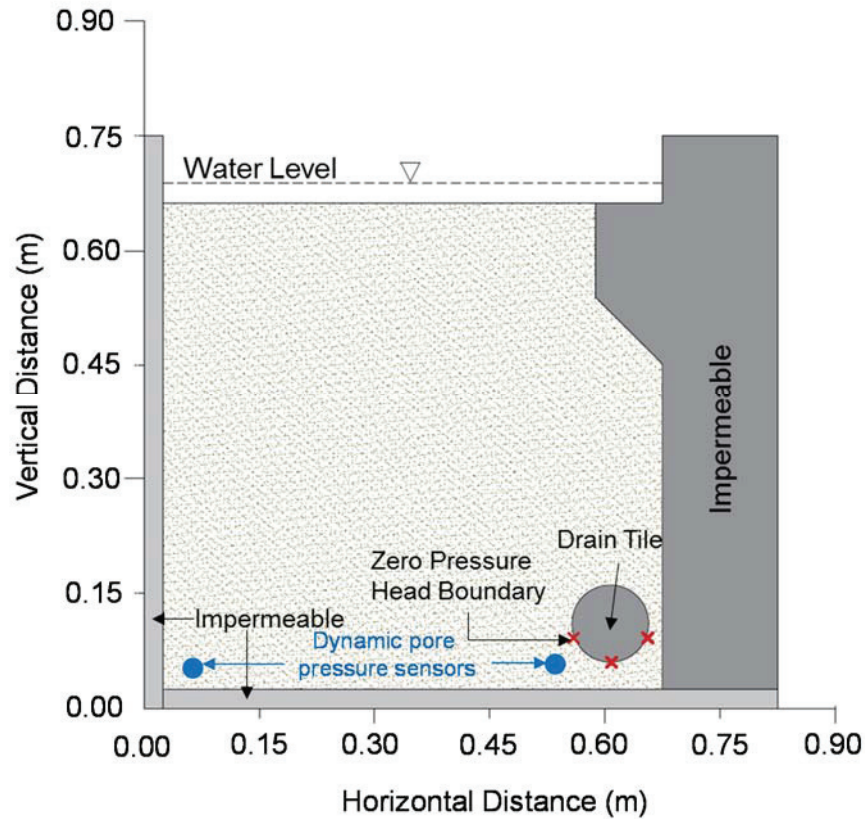 0.90
0.75
0.60
0.45
0.30
0.15
0.00
Vertical Distance (m)
Water Level
Impermeable
Drain Tile
Zero Pressure
Head Boundary
Impermeable
Dynamic pore
pressure sensors
0.00 0.15 0.30 0.45 0.60 0.75 0.90
Horizontal Distance (m)